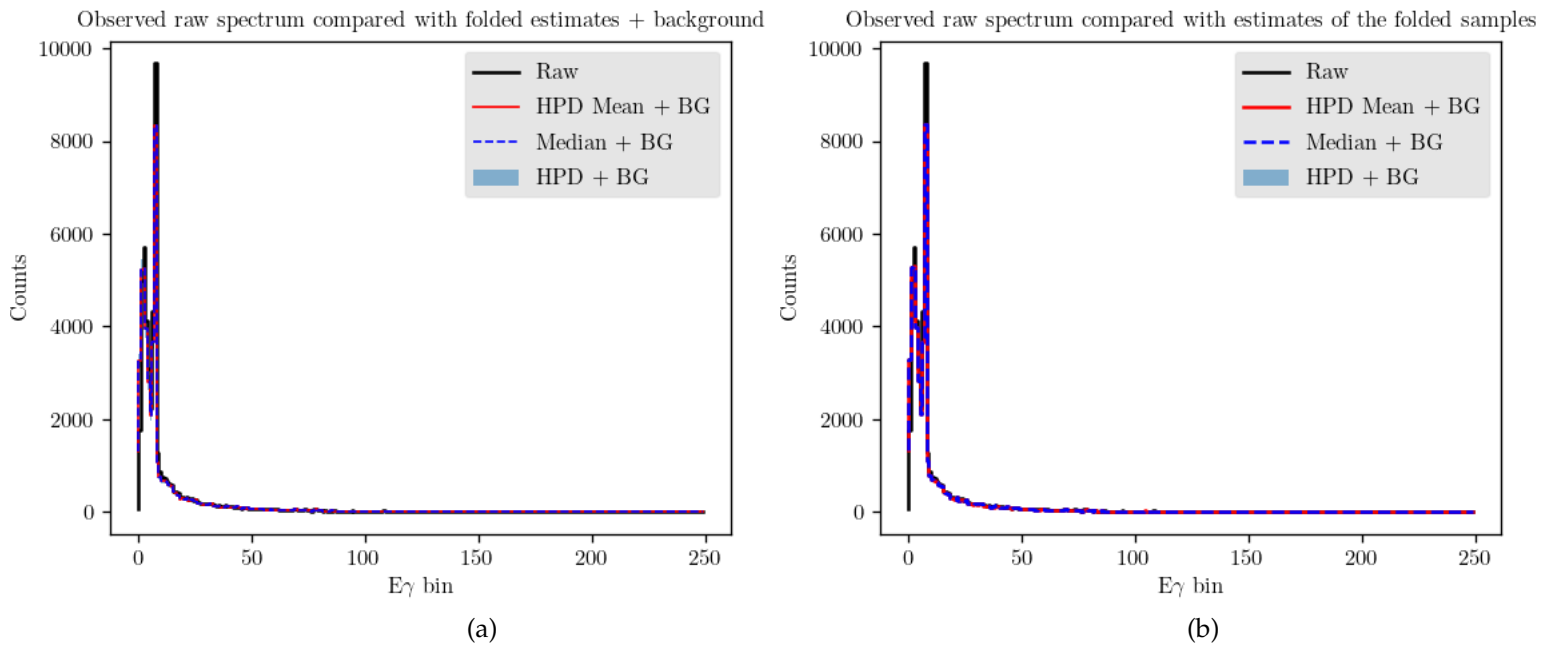 Observed raw spectrum compared with folded estimates + background
10000
8000
6000
4000
2000
0
Counts
Raw
HPD Mean + BG
Median + BG
HPD + BG
0 50 100 150 200 250
Eγ bin
(a)
Observed raw spectrum compared with estimates of the folded samples
10000
8000
6000
4000
2000
0
Counts
Raw
HPD Mean + BG
Median + BG
HPD + BG
0 50 100 150 200 250
Eγ bin
(b)